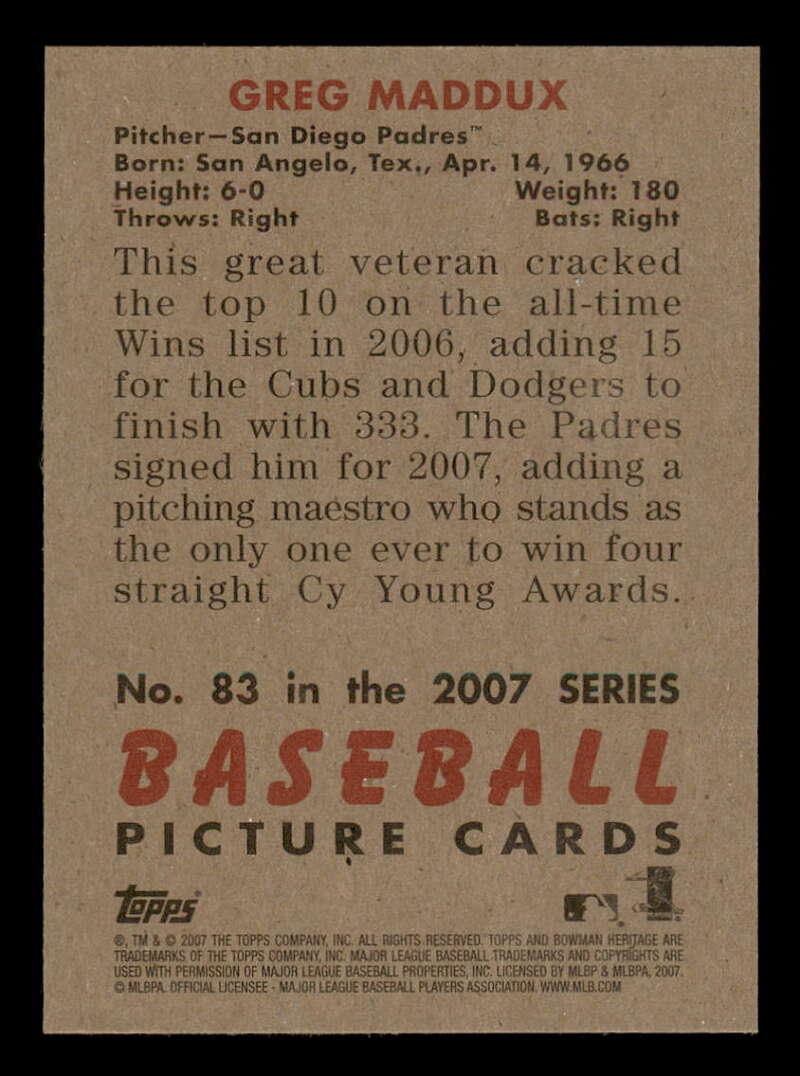 GREG MADDUX
Pitcher—San Diego Padres™
Born: San Angelo, Tex., Apr. 14, 1966
Height: 6-0 Weight: 180
Throws: Right Bats: Right
This great veteran cracked
the top 10 on the all-time
Wins list in 2006, adding 15
for the Cubs and Dodgers to
finish with 333. The Padres
signed him for 2007, adding a
pitching maestro who stands as
the only one ever to win four
straight Cy Young Awards.
No. 83 in the 2007 SERIES
BASEBALL
PICTURE CARDS
Topps
®, TM & © 2007 THE TOPPS COMPANY, INC. ALL RIGHTS RESERVED. TOPPS AND BOWMAN HERITAGE ARE
TRADEMARKS OF THE TOPPS COMPANY, INC. MAJOR LEAGUE BASEBALL TRADEMARKS AND COPYRIGHTS ARE
USED WITH PERMISSION OF MAJOR LEAGUE BASEBALL PROPERTIES, INC. LICENSED BY MLBP & MLBPA, 2007.
© MLBPA. OFFICIAL LICENSEE - MAJOR LEAGUE BASEBALL PLAYERS ASSOCIATION. WWW.MLB.COM